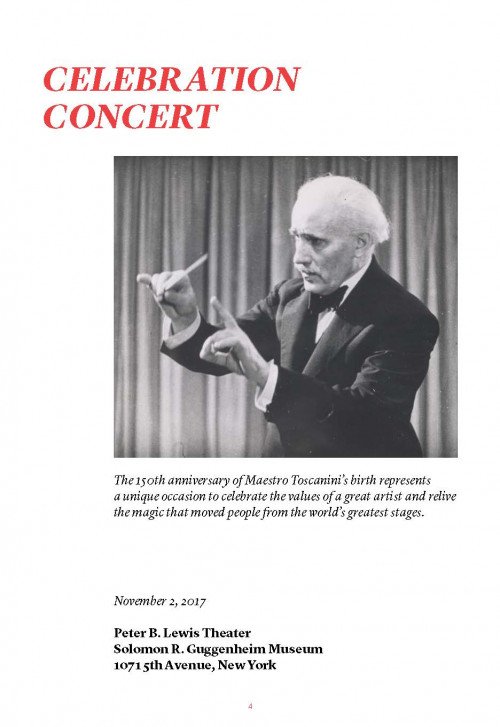 CELEBRATION
CONCERT
The 150th anniversary of Maestro Toscanini's birth represents
a unique occasion to celebrate the values of a great artist and relive
the magic that moved people from the world's greatest stages.
November 2, 2017
Peter B. Lewis Theater
Solomon R. Guggenheim Museum
1071 5th Avenue, New York
4